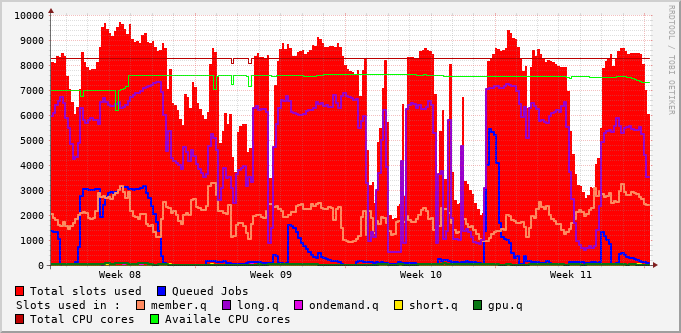 10000
9000
8000
7000
6000
5000
4000
3000
2000
1000
0
Week 08 Week 09 Week 10 Week 11
RRDTOOL / TOBI OETIKER
Total slots used Queued Jobs
Slots used in : member.q long.q ondemand.q short.q gpu.q
Total CPU cores Availale CPU cores